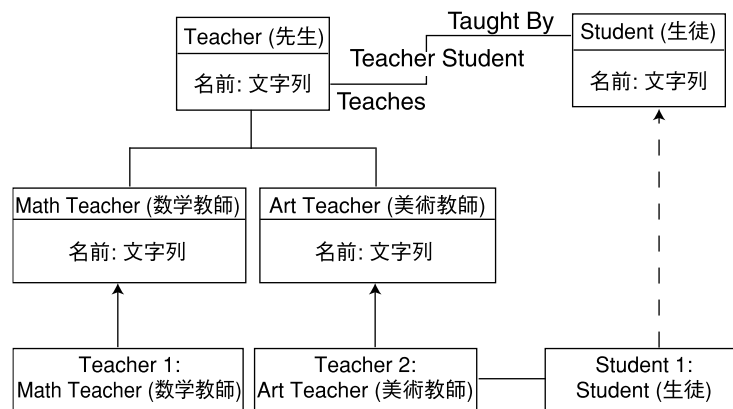 Teacher (先生)
名前: 文字列
Taught By
Teacher Student
Teaches
Student (生徒)
名前: 文字列
Math Teacher (数学教師)
名前: 文字列
Art Teacher (美術教師)
名前: 文字列
Teacher 1:
Math Teacher (数学教師)
Teacher 2:
Art Teacher (美術教師)
Student 1:
Student (生徒)